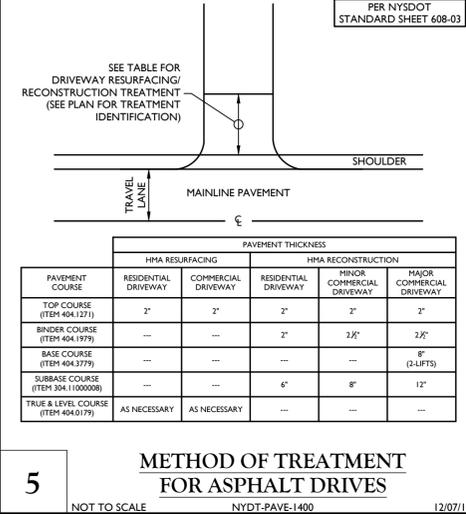 PER NYSDOT
STANDARD SHEET 608-03
SEE TABLE FOR
DRIVEWAY RESURFACING/
RECONSTRUCTION TREATMENT
(SEE PLAN FOR TREATMENT
IDENTIFICATION)
SHOULDER
TRAVEL
LANE
MAINLINE PAVEMENT
℄
PAVEMENT THICKNESS
HMA RESURFACING HMA RECONSTRUCTION
PAVEMENT COURSE RESIDENTIAL DRIVEWAY COMMERCIAL DRIVEWAY RESIDENTIAL DRIVEWAY MINOR COMMERCIAL DRIVEWAY MAJOR COMMERCIAL DRIVEWAY
TOP COURSE (ITEM 404.1271) 2" 2" 2" 2" 2"
BINDER COURSE (ITEM 404.1979) --- --- 2" 2½" 2½"
BASE COURSE (ITEM 404.3779) --- --- --- --- 8" (2-LIFTS)
SUBBASE COURSE (ITEM 304.11000008) --- --- 6" 8" 12"
TRUE & LEVEL COURSE (ITEM 404.0179) AS NECESSARY AS NECESSARY --- --- ---
5
METHOD OF TREATMENT
FOR ASPHALT DRIVES
NOT TO SCALE NYDT-PAVE-1400 12/07/1